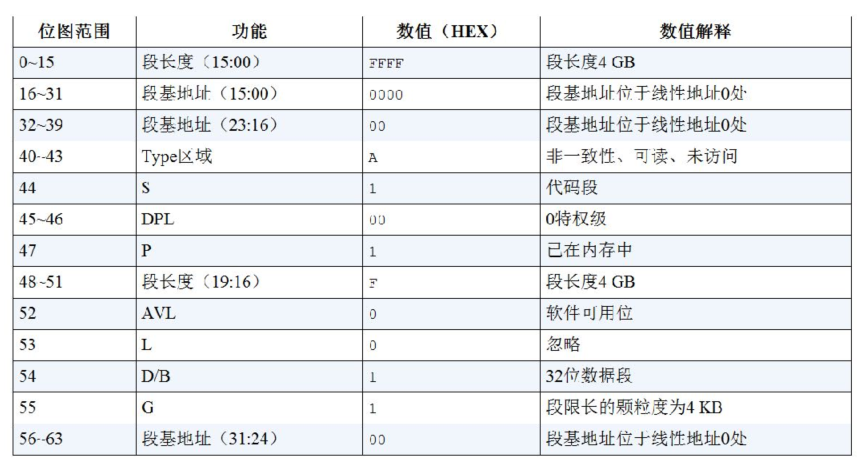 位图范围 功能 数值（HEX） 数值解释
0~15 段长度（15:00） FFFF 段长度4 GB
16~31 段基地址（15:00） 0000 段基地址位于线性地址0处
32~39 段基地址（23:16） 00 段基地址位于线性地址0处
40~43 Type区域 A 非一致性、可读、未访问
44 S 1 代码段
45~46 DPL 00 0特权级
47 P 1 已在内存中
48~51 段长度（19:16） F 段长度4 GB
52 AVL 0 软件可用位
53 L 0 忽略
54 D/B 1 32位数据段
55 G 1 段限长的颗粒度为4 KB
56~63 段基地址（31:24） 00 段基地址位于线性地址0处